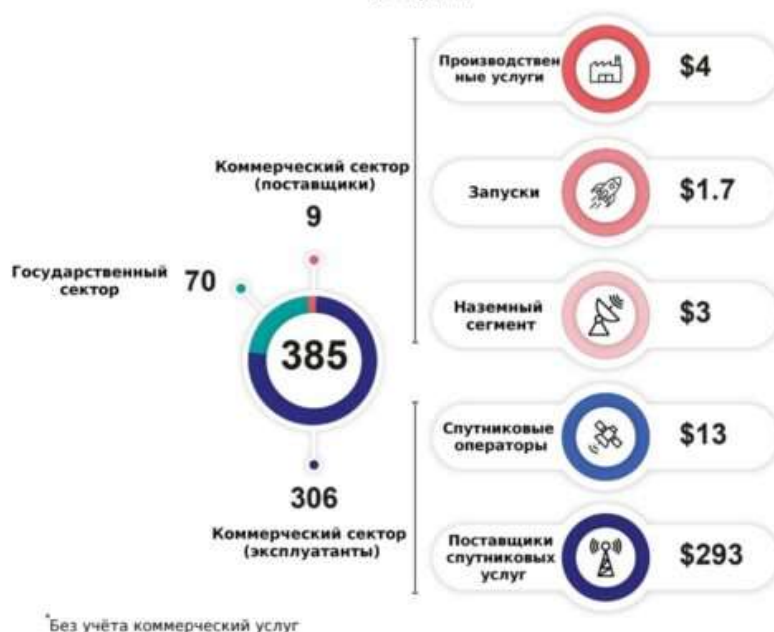 Производствен
ные услуги
$4
Коммерческий сектор
(поставщики)
9
Запуски
$1.7
Государственный
сектор
70
385
Наземный
сегмент
$3
306
Коммерческий сектор
(эксплуатанты)
Спутниковые
операторы
$13
Поставщики
спутниковых
услуг
$293
*Без учёта коммерческий услуг